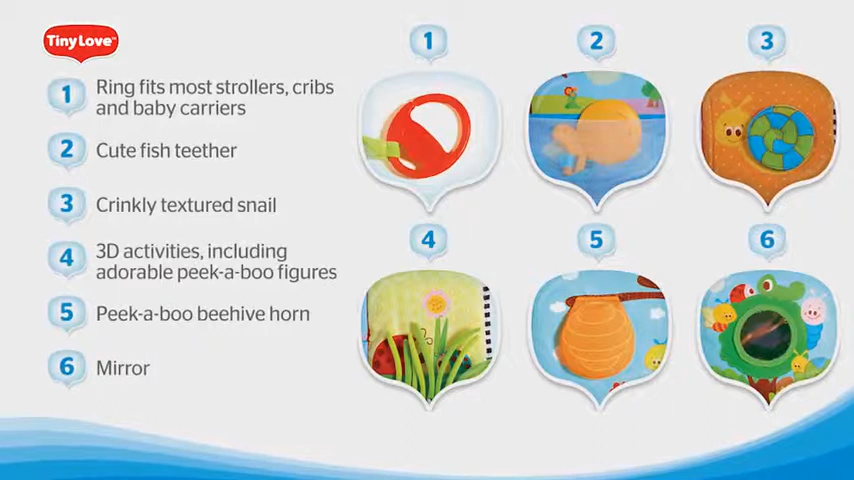 TinyLove™
1
Ring fits most strollers, cribs
and baby carriers
2
Cute fish teether
3
Crinkly textured snail
4
3D activities, including
adorable peek-a-boo figures
5
Peek-a-boo beehive horn
6
Mirror
1
2
3
4
5
6